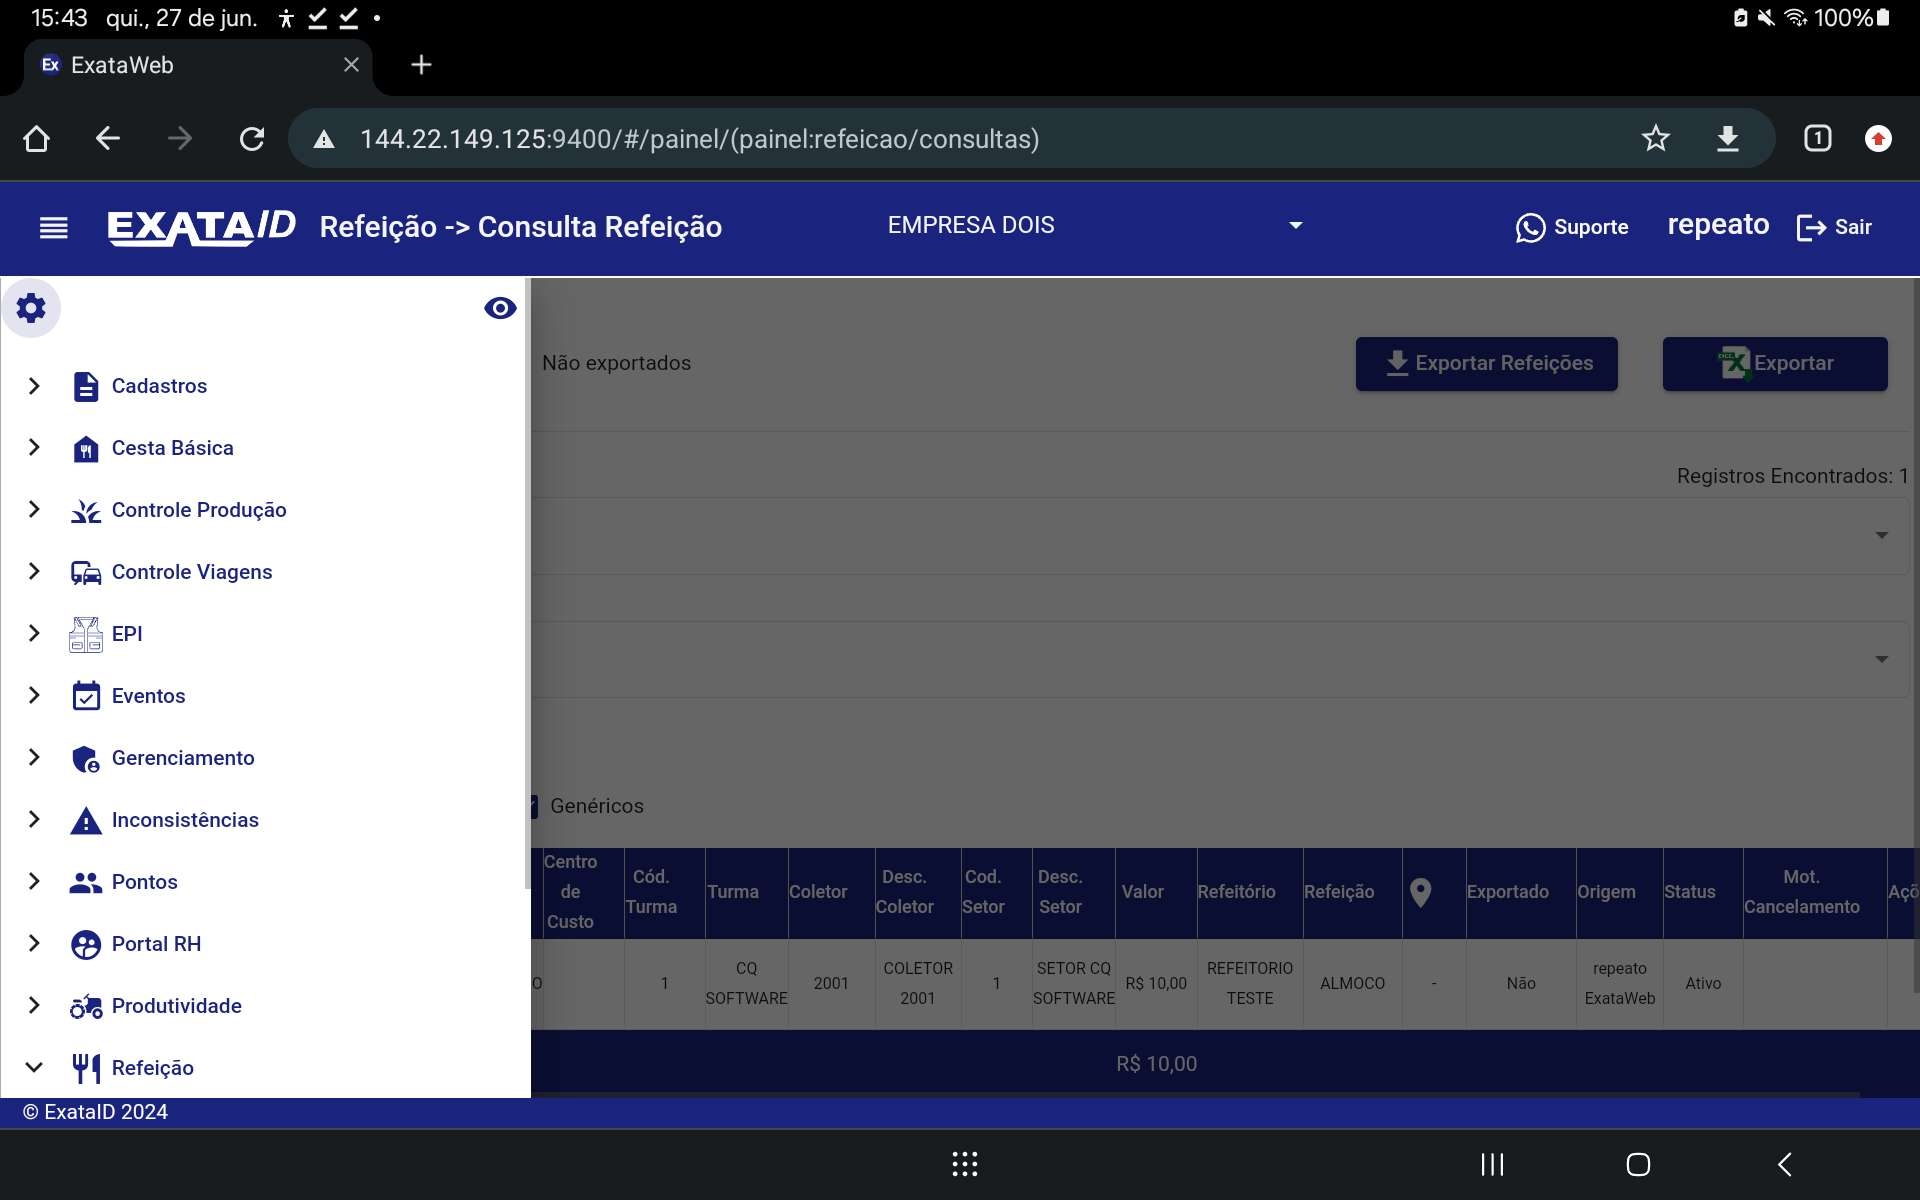 15:43 qui., 27 de jun.
100%
Ex ExataWeb
144.22.149.125:9400/#/painel/(painel:refeicao/consultas)
1
EXATA/D Refeição -> Consulta Refeição
EMPRESA DOIS
Suporte
repeato
Sair
Não exportados
Exportar Refeições
Exportar
Cadastros
Cesta Básica
Registros Encontrados: 1
Controle Produção
Controle Viagens
EPI
Eventos
Gerenciamento
Genéricos
Inconsistências
Pontos
Portal RH
Produtividade
Refeição
Centro de Custo
Cód. Turma
Turma
Coletor
Desc. Coletor
Cod. Setor
Desc. Setor
Valor
Refeitório
Refeição
Exportado
Origem
Status
Mot. Cancelamento
Açõ
O
1
CQ SOFTWARE
2001
COLETOR 2001
1
SETOR CQ SOFTWARE
R$ 10,00
REFEITORIO TESTE
ALMOCO
-
Não
repeato ExataWeb
Ativo
R$ 10,00
© ExataID 2024